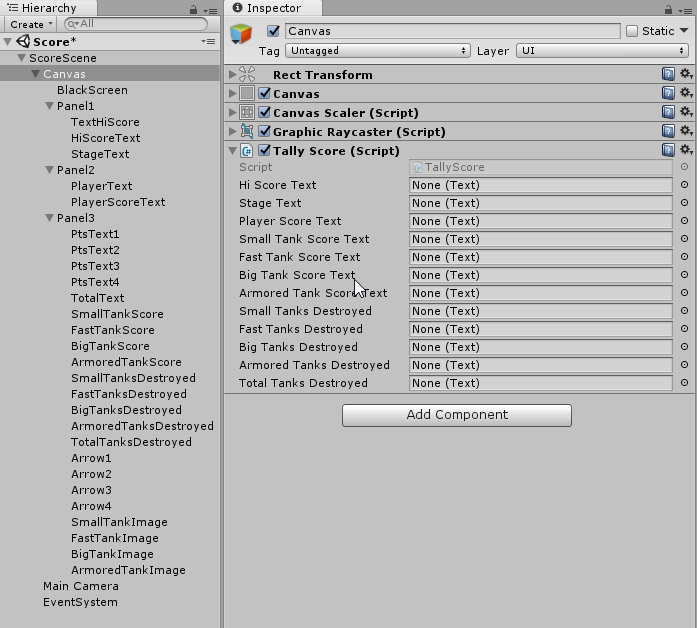 Hierarchy
Create
All
Score*
ScoreScene
Canvas
BlackScreen
Panel1
TextHiScore
HiScoreText
StageText
Panel2
PlayerText
PlayerScoreText
Panel3
PtsText1
PtsText2
PtsText3
PtsText4
TotalText
SmallTankScore
FastTankScore
BigTankScore
ArmoredTankScore
SmallTanksDestroyed
FastTanksDestroyed
BigTanksDestroyed
ArmoredTanksDestroyed
TotalTanksDestroyed
Arrow1
Arrow2
Arrow3
Arrow4
SmallTankImage
FastTankImage
BigTankImage
ArmoredTankImage
Main Camera
EventSystem
Inspector
Canvas Static
Tag Untagged Layer UI
Rect Transform
Canvas
Canvas Scaler (Script)
Graphic Raycaster (Script)
Tally Score (Script)
Script TallyScore
Hi Score Text None (Text)
Stage Text None (Text)
Player Score Text None (Text)
Small Tank Score Text None (Text)
Fast Tank Score Text None (Text)
Big Tank Score Text None (Text)
Armored Tank Score Text None (Text)
Small Tanks Destroyed None (Text)
Fast Tanks Destroyed None (Text)
Big Tanks Destroyed None (Text)
Armored Tanks Destroyed None (Text)
Total Tanks Destroyed None (Text)
Add Component